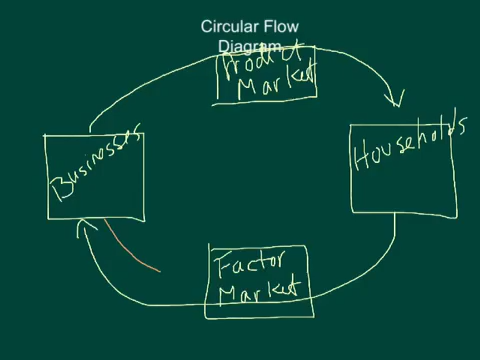 Circular Flow
Diagram
Product
Market
Businesses
Households
Factor
Market